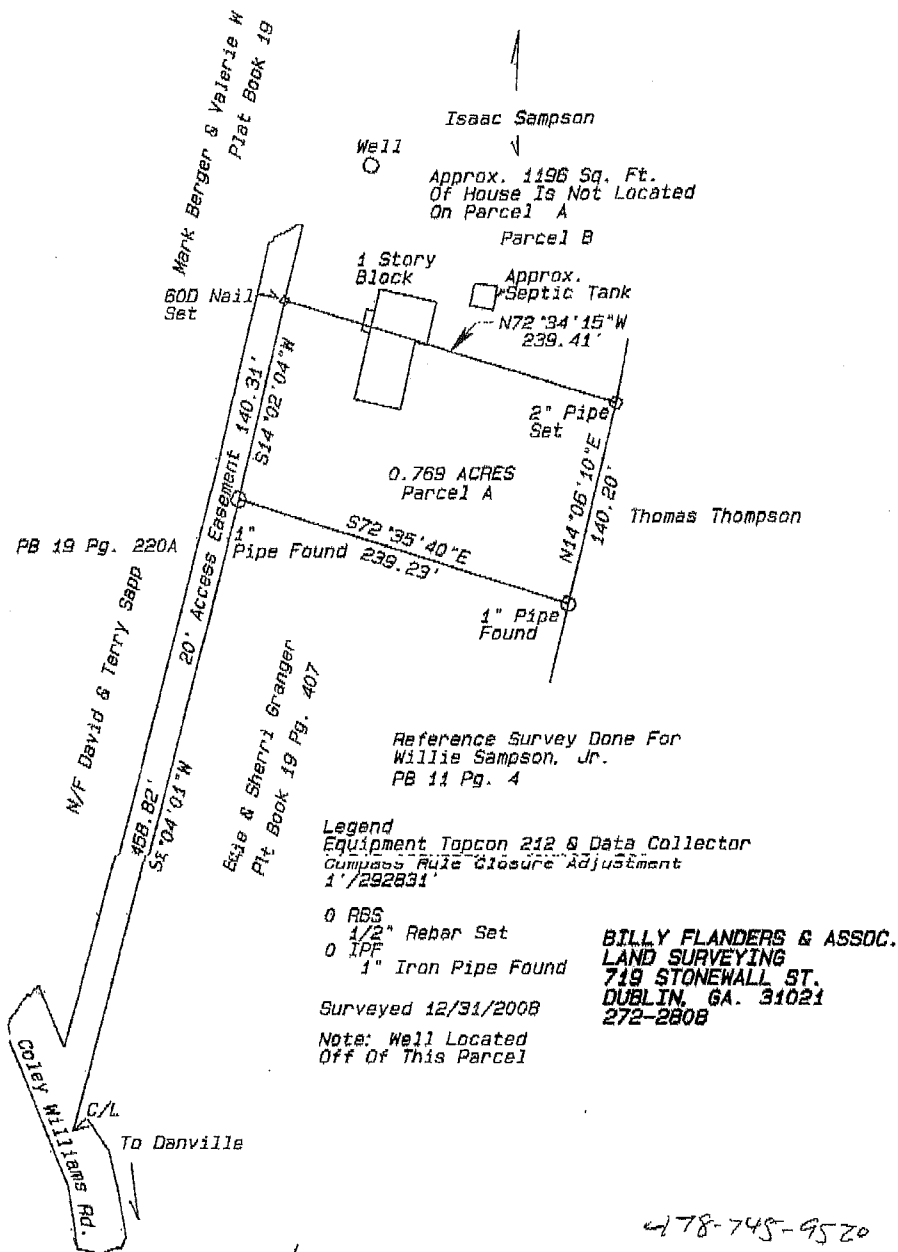 Mark Berger & Valerie W
Plat Book 19
Isaac Sampson
Well
Approx. 1196 Sq. Ft.
Of House Is Not Located
On Parcel A
Parcel B
1 Story
Block
Approx.
Septic Tank
60D Nail
Set
N72°34'15"W
239.41'
2" Pipe
Set
20' Access Easement 140.31'
S14°02'04"W
0.769 ACRES
Parcel A
N14°06'10"E
140.20'
Thomas Thompson
PB 19 Pg. 220A
1"
Pipe Found
S72°35'40"E
239.23'
1" Pipe
Found
N/F David & Terry Sapp
& Sherri Granger
Plt Book 19 Pg. 407
458.82'
°04'01"W
Reference Survey Done For
Willie Sampson, Jr.
PB 11 Pg. 4
Legend
Equipment Topcon 212 & Data Collector
Compass Rule Closure Adjustment
1'/292831'
0 RBS
1/2" Rebar Set
0 IPF
1" Iron Pipe Found
Surveyed 12/31/2008
Note: Well Located
Off Of This Parcel
BILLY FLANDERS & ASSOC.
LAND SURVEYING
719 STONEWALL ST.
DUBLIN, GA. 31021
272-2808
Coley Williams Rd.
C/L
To Danville
478-745-9520